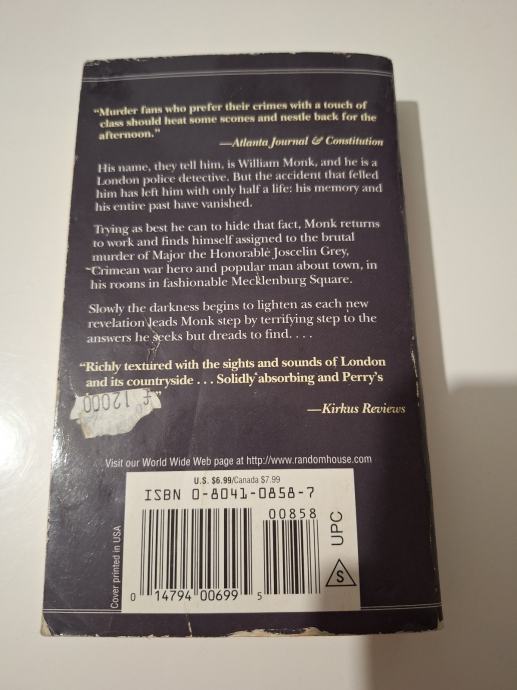 “Murder fans who prefer their crimes with a touch of
class should heat some scones and nestle back for the
afternoon.”
—Atlanta Journal & Constitution
His name, they tell him, is William Monk, and he is a
London police detective. But the accident that felled
him has left him with only half a life: his memory and
his entire past have vanished.
Trying as best he can to hide that fact, Monk returns
to work and finds himself assigned to the brutal
murder of Major the Honorable Joscelin Grey,
Crimean war hero and popular man about town, in
his rooms in fashionable Mecklenburg Square.
Slowly the darkness begins to lighten as each new
revelation leads Monk step by terrifying step to the
answers he seeks but dreads to find. . . .
“Richly textured with the sights and sounds of London
and its countryside . . . Solidly absorbing and Perry's
”
£ 12000
—Kirkus Reviews
Visit our World Wide Web page at http://www.randomhouse.com
U.S. $6.99/Canada $7.99
ISBN 0-8041-0858-7
00858
UPC
S
0 14794 00699 5
Cover printed in USA